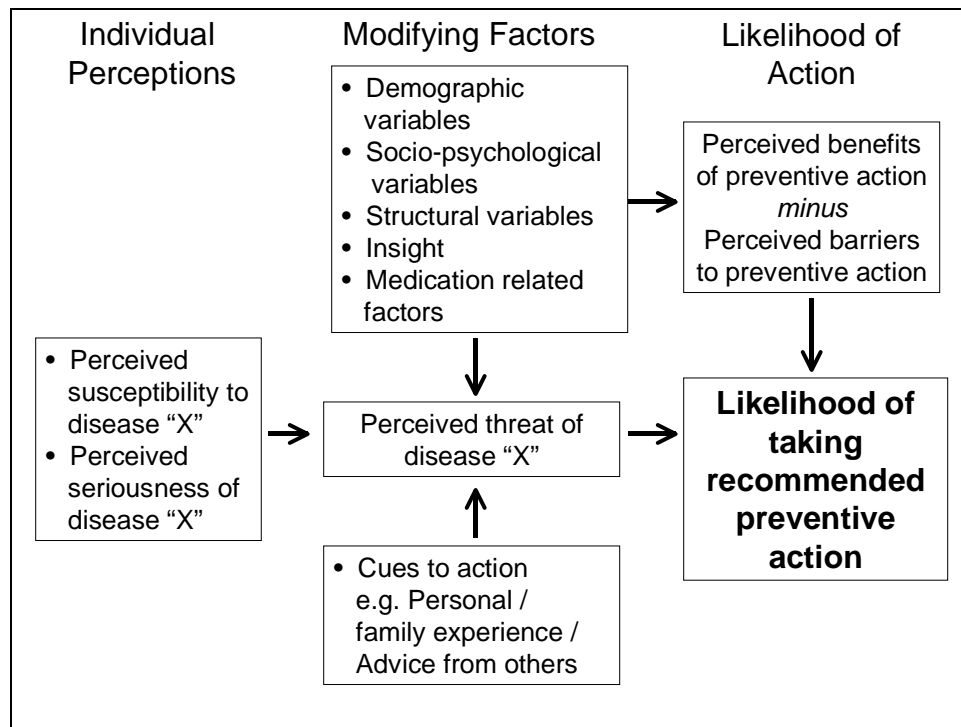 Individual
Perceptions
Modifying Factors
Likelihood of
Action
• Demographic
variables
• Socio-psychological
variables
• Structural variables
• Insight
• Medication related
factors
Perceived benefits
of preventive action
minus
Perceived barriers
to preventive action
• Perceived
susceptibility to
disease “X”
• Perceived
seriousness of
disease “X”
Perceived threat of
disease “X”
Likelihood of
taking
recommended
preventive
action
• Cues to action
e.g. Personal /
family experience /
Advice from others